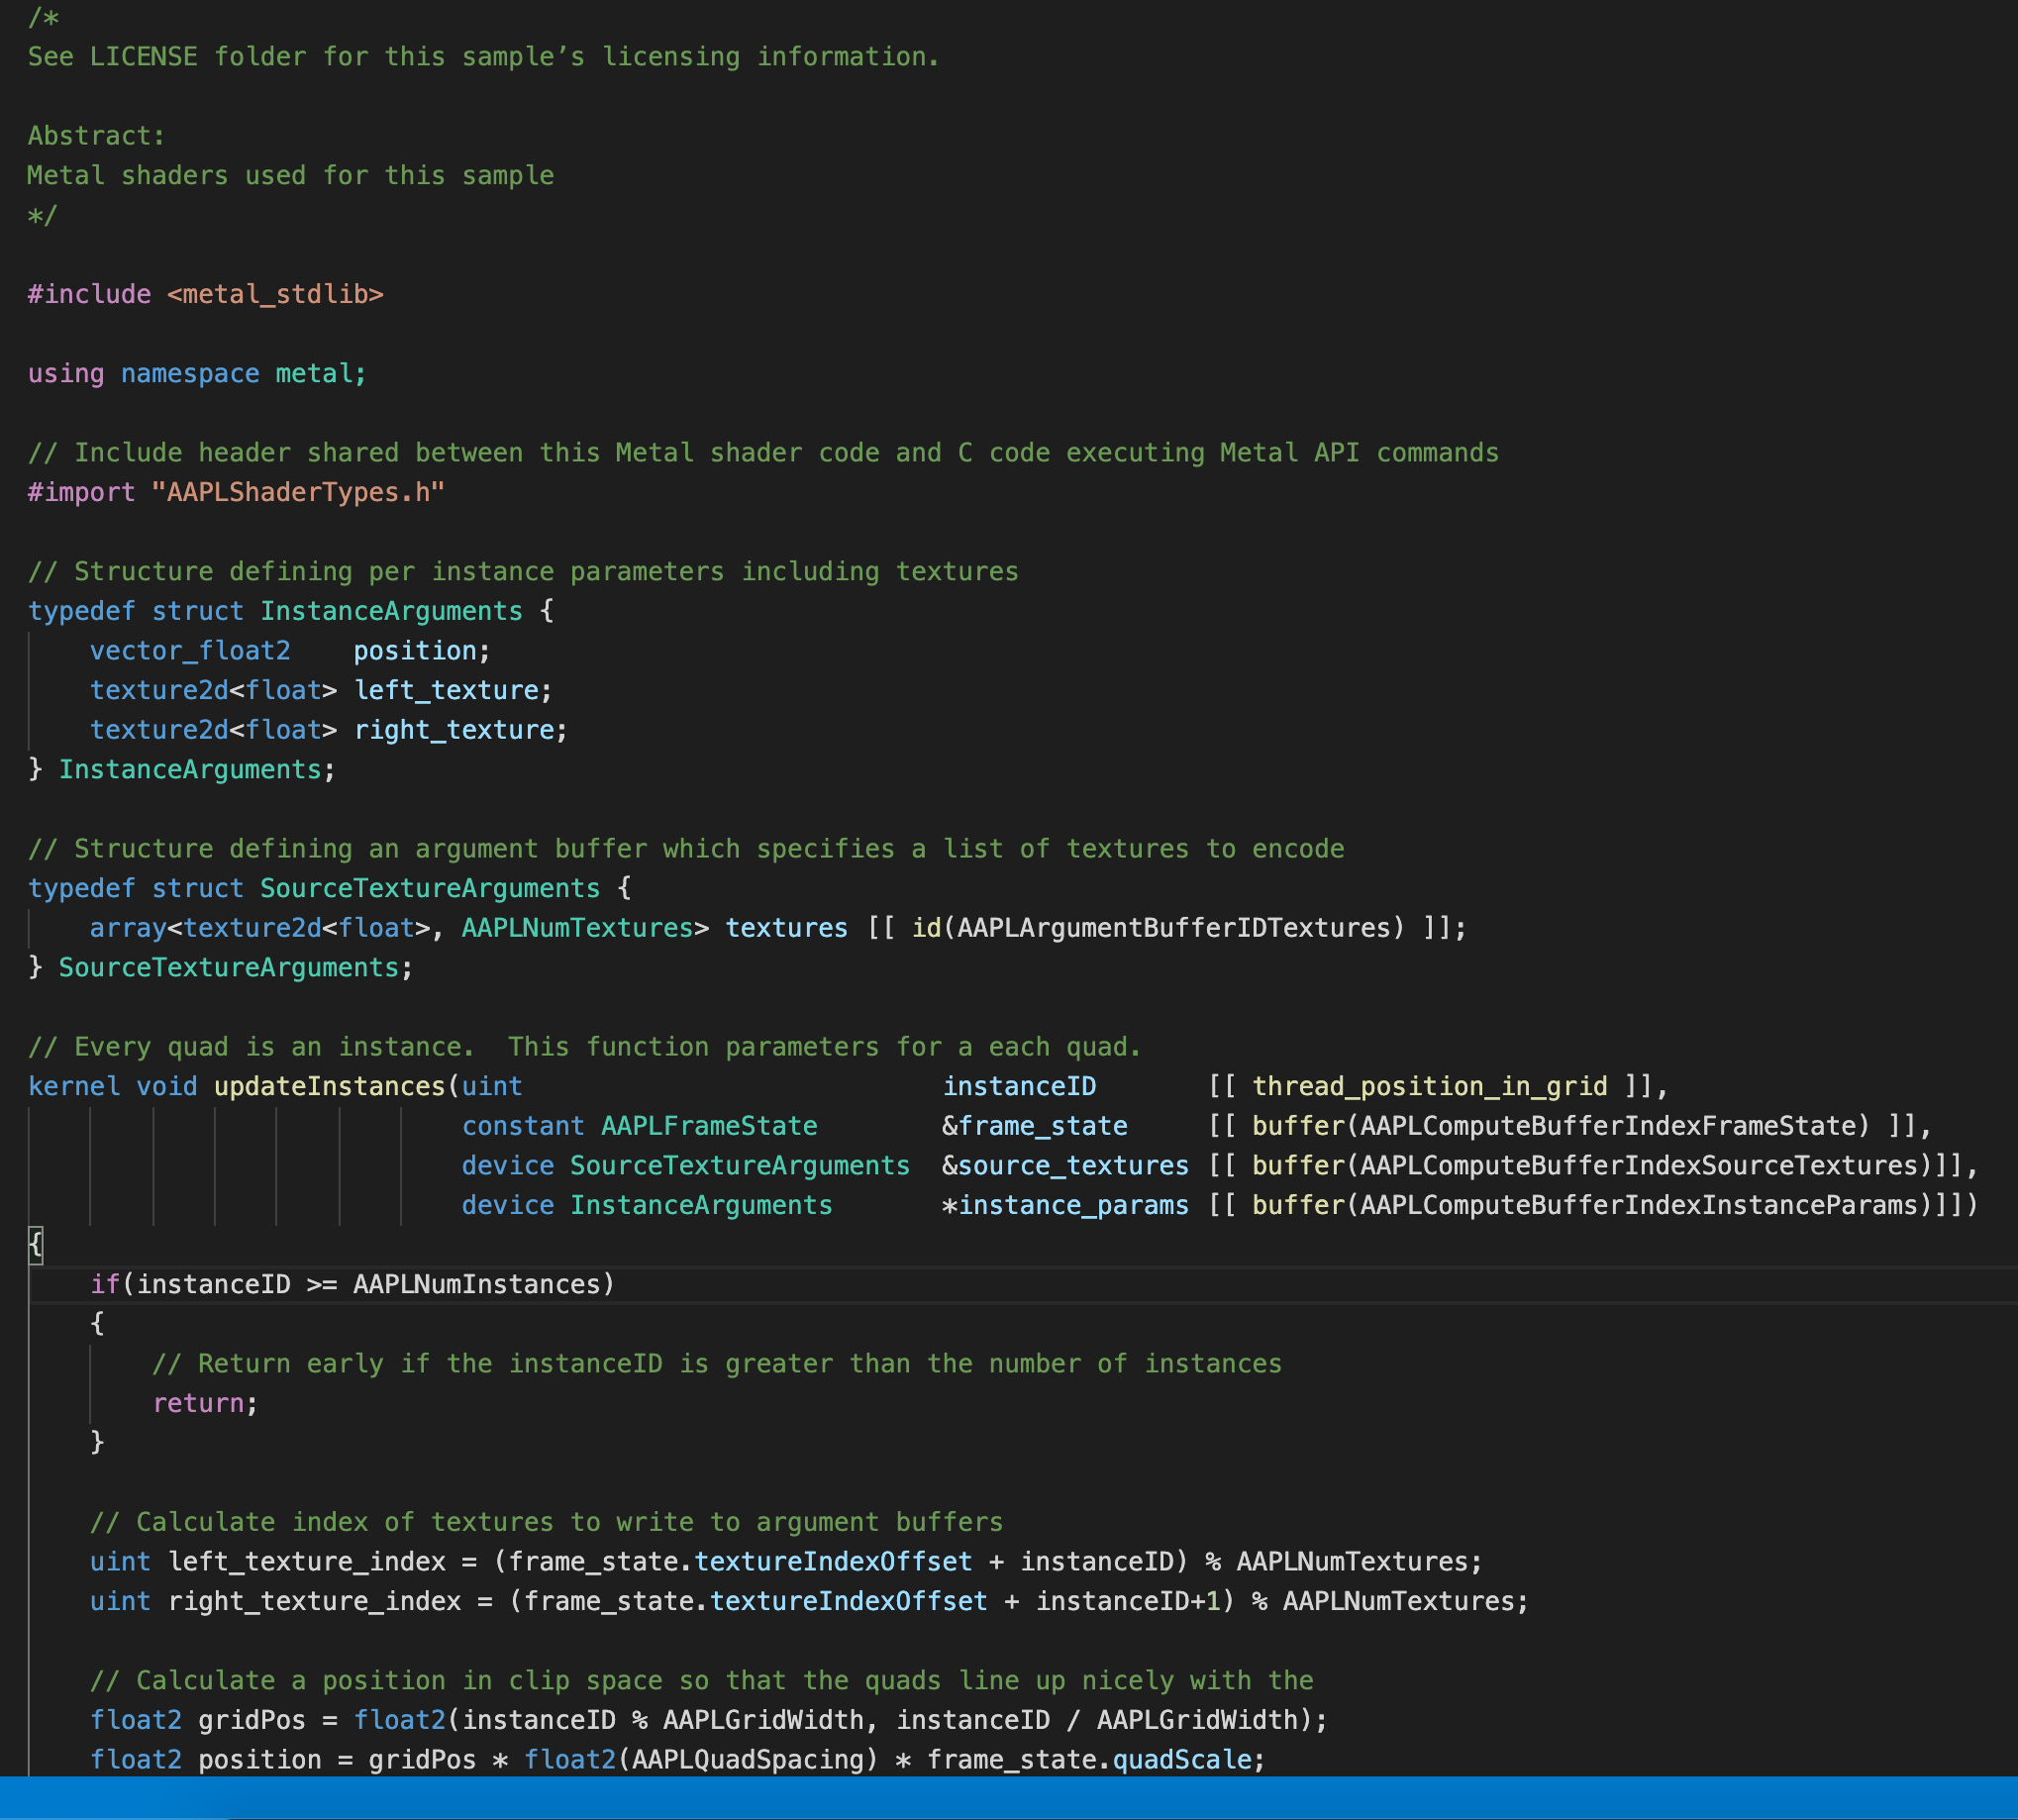 /*
See LICENSE folder for this sample’s licensing information.

Abstract:
Metal shaders used for this sample
*/

#include <metal_stdlib>

using namespace metal;

// Include header shared between this Metal shader code and C code executing Metal API commands
#import "AAPLShaderTypes.h"

// Structure defining per instance parameters including textures
typedef struct InstanceArguments {
    vector_float2    position;
    texture2d<float> left_texture;
    texture2d<float> right_texture;
} InstanceArguments;

// Structure defining an argument buffer which specifies a list of textures to encode
typedef struct SourceTextureArguments {
    array<texture2d<float>, AAPLNumTextures> textures [[ id(AAPLArgumentBufferIDTextures) ]];
} SourceTextureArguments;

// Every quad is an instance.  This function parameters for a each quad.
kernel void updateInstances(uint                           instanceID       [[ thread_position_in_grid ]],
                            constant AAPLFrameState        &frame_state     [[ buffer(AAPLComputeBufferIndexFrameState) ]],
                            device SourceTextureArguments  &source_textures [[ buffer(AAPLComputeBufferIndexSourceTextures)]],
                            device InstanceArguments       *instance_params [[ buffer(AAPLComputeBufferIndexInstanceParams)]])
{
    if(instanceID >= AAPLNumInstances)
    {
        // Return early if the instanceID is greater than the number of instances
        return;
    }

    // Calculate index of textures to write to argument buffers
    uint left_texture_index = (frame_state.textureIndexOffset + instanceID) % AAPLNumTextures;
    uint right_texture_index = (frame_state.textureIndexOffset + instanceID+1) % AAPLNumTextures;

    // Calculate a position in clip space so that the quads line up nicely with the
    float2 gridPos = float2(instanceID % AAPLGridWidth, instanceID / AAPLGridWidth);
    float2 position = gridPos * float2(AAPLQuadSpacing) * frame_state.quadScale;